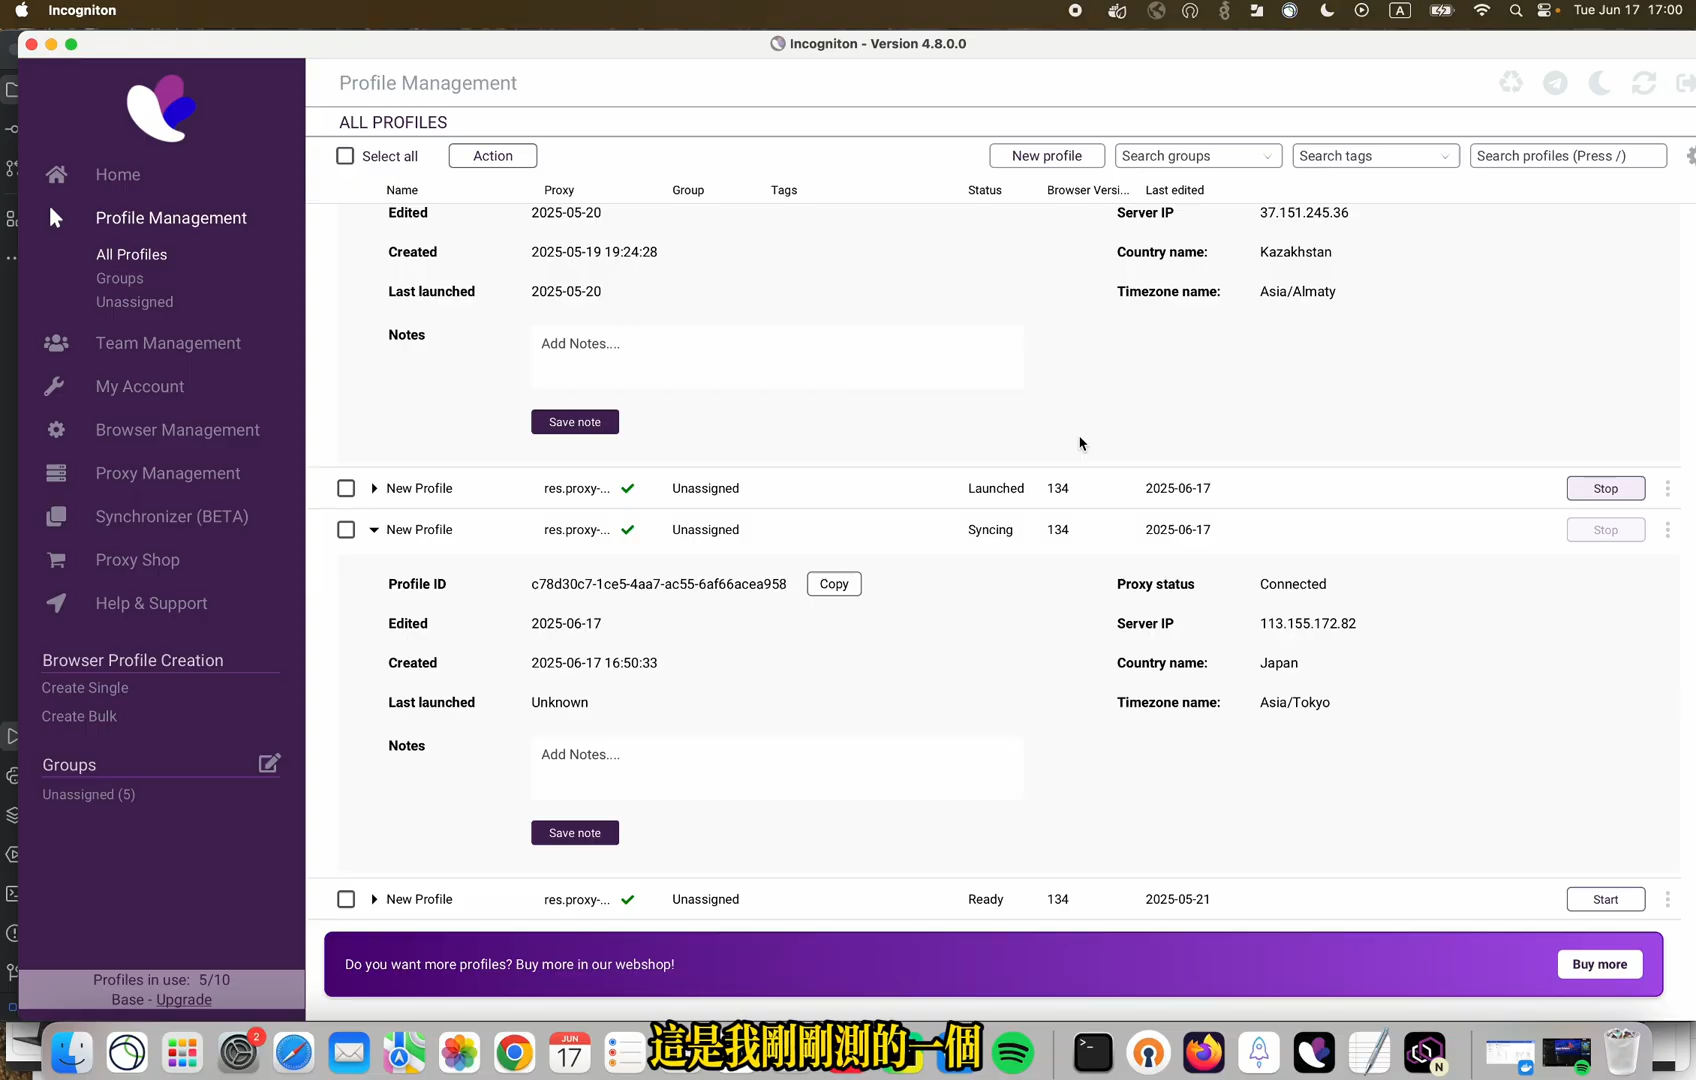 Incogniton
A
Tue Jun 17 17:00
Incogniton - Version 4.8.0.0
Profile Management
ALL PROFILES
Select all
Action
New profile
Search groups
Search tags
Search profiles (Press /)
Name
Proxy
Group
Tags
Status
Browser Versi...
Last edited
Home
Profile Management
All Profiles
Groups
Unassigned
Team Management
My Account
Browser Management
Proxy Management
Synchronizer (BETA)
Proxy Shop
Help & Support
Browser Profile Creation
Create Single
Create Bulk
Groups
Unassigned (5)
Profiles in use: 5/10
Base - Upgrade
Edited 2025-05-20 Server IP 37.151.245.36
Created 2025-05-19 19:24:28 Country name: Kazakhstan
Last launched 2025-05-20 Timezone name: Asia/Almaty
Notes Add Notes....
Save note
New Profile res.proxy-... Unassigned Launched 134 2025-06-17 Stop
New Profile res.proxy-... Unassigned Syncing 134 2025-06-17 Stop
Profile ID c78d30c7-1ce5-4aa7-ac55-6af66acea958 Copy Proxy status Connected
Edited 2025-06-17 Server IP 113.155.172.82
Created 2025-06-17 16:50:33 Country name: Japan
Last launched Unknown Timezone name: Asia/Tokyo
Notes Add Notes....
Save note
New Profile res.proxy-... Unassigned Ready 134 2025-05-21 Start
Do you want more profiles? Buy more in our webshop! Buy more
2
JUN
17
這是我剛剛測的一個
N